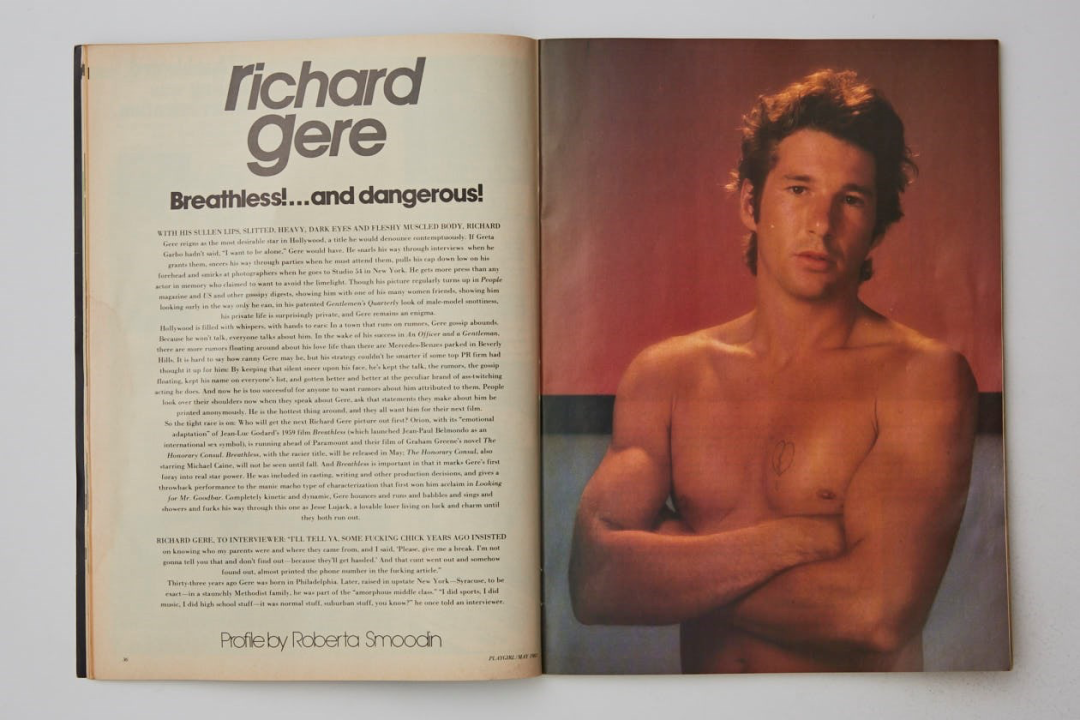 richard
gere
Breathless!...and dangerous!
WITH HIS SULLEN LIPS, SLITTED, HEAVY, DARK EYES AND FLESHY MUSCLED BODY, RICHARD
Gere reigns as the most desirable star in Hollywood, a title he would denounce contemptuously. If Greta
Garbo hadn't said, "I want to be alone," Gere would have. He snarls his way through interviews when he
grants them, sneers his way through parties when he must attend them, pulls his cap down low on his
forehead and smirks at photographers when he goes to Studio 54 in New York. He gets more press than any
actor in memory who claimed to want to avoid the limelight. Though his picture regularly turns up in People
magazine and US and other gossipy digests, showing him with one of his many women friends, showing him
looking surly in the way only he can, in his patented Gentlemen's Quarterly look of male-model snottiness,
his private life is surprisingly private, and Gere remains an enigma.
Hollywood is filled with whispers, with hands to ears: In a town that runs on rumors, Gere gossip abounds.
Because he won't talk, everyone talks about him. In the wake of his success in An Officer and a Gentleman,
there are more rumors floating around about his love life than there are Mercedes-Benzes parked in Beverly
Hills. It is hard to say how canny Gere may be, but his strategy couldn't be smarter if some top PR firm had
thought it up for him: By keeping that silent sneer upon his face, he's kept the talk, the rumors, the gossip
floating, kept his name on everyone's list, and gotten better and better at the peculiar brand of ass-twitching
acting he does. And now he is too successful for anyone to want rumors about him attributed to them. People
look over their shoulders now when they speak about Gere, ask that statements they make about him be
printed anonymously. He is the hottest thing around, and they all want him for their next film.
So the tight race is on: Who will get the next Richard Gere picture out first? Orion, with its "emotional
adaptation" of Jean-Luc Godard's 1959 film Breathless (which launched Jean-Paul Belmondo as an
international sex symbol), is running ahead of Paramount and their film of Graham Greene's novel The
Honorary Consul. Breathless, with the racier title, will be released in May; The Honorary Consul, also
starring Michael Caine, will not be seen until fall. And Breathless is important in that it marks Gere's first
foray into real star power. He was included in casting, writing and other production decisions, and gives a
throwback performance to the manic macho type of characterization that first won him acclaim in Looking
for Mr. Goodbar. Completely kinetic and dynamic, Gere bounces and runs and babbles and sings and
showers and fucks his way through this one as Jesse Lujack, a lovable loser living on luck and charm until
they both run out.
RICHARD GERE, TO INTERVIEWER: "I'LL TELL YA, SOME FUCKING CHICK YEARS AGO INSISTED
on knowing who my parents were and where they came from, and I said, 'Please, give me a break. I'm not
gonna tell you that and don't find out—because they'll get hassled.' And that cunt went out and somehow
found out, almost printed the phone number in the fucking article."
Thirty-three years ago Gere was born in Philadelphia. Later, raised in upstate New York—Syracuse, to be
exact—in a staunchly Methodist family, he was part of the "amorphous middle class." "I did sports, I did
music, I did high school stuff—it was normal stuff, suburban stuff, you know?" he once told an interviewer.
Profile by Roberta Smoodin
PLAYGIRL/MAY